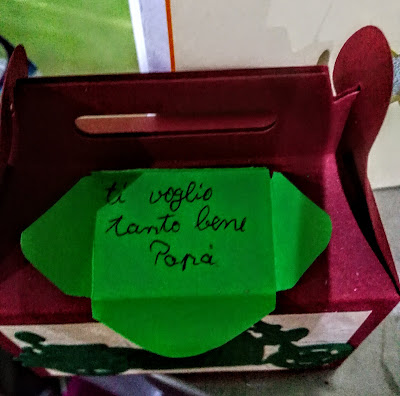 ti voglio
tanto bene
Papà